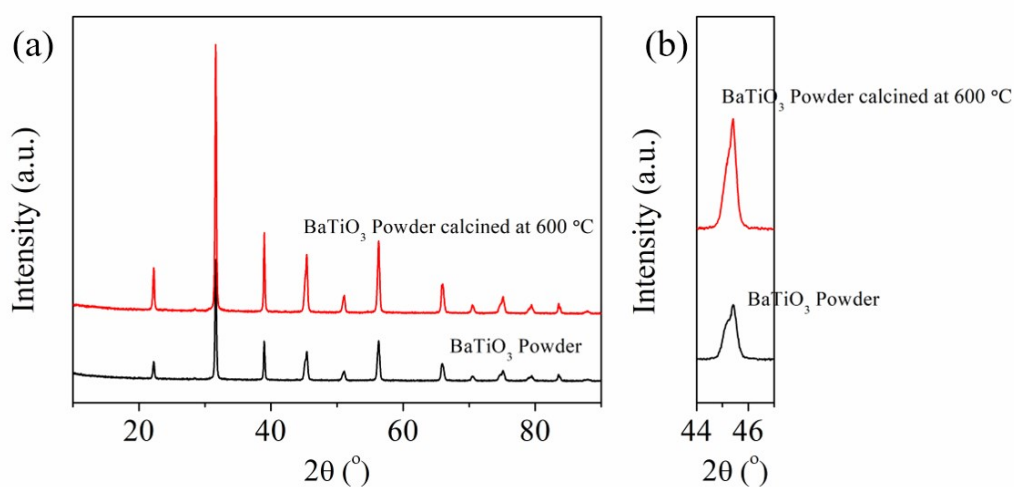 (a)
Intensity (a.u.)
BaTiO₃ Powder calcined at 600 °C
BaTiO₃ Powder
20
40
60
80
2θ (°)
(b)
Intensity (a.u.)
BaTiO₃ Powder calcined at 600 °C
BaTiO₃ Powder
44
46
2θ (°)